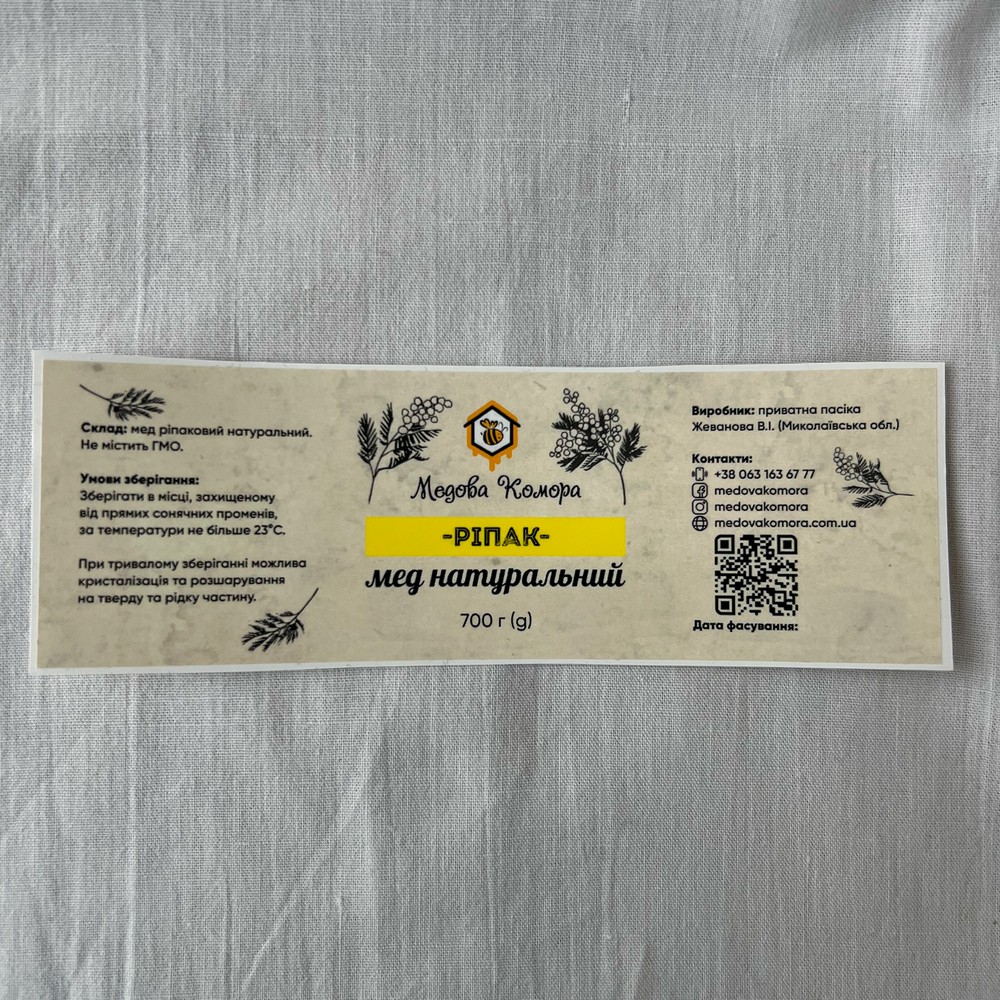 Склад: мед ріпаковий натуральний.
Не містить ГМО.
Умови зберігання:
Зберігати в місці, захищеному
від прямих сонячних променів,
за температури не більше 23°C.
При тривалому зберіганні можлива
кристалізація та розшарування
на тверду та рідку частину.
Медова Комора
-РІПАК-
мед натуральний
700 г (g)
Виробник: приватна пасіка
Жеванова В.І. (Миколаївська обл.)
Контакти:
+38 063 163 67 77
medovakomora
medovakomora
medovakomora.com.ua
Дата фасування: